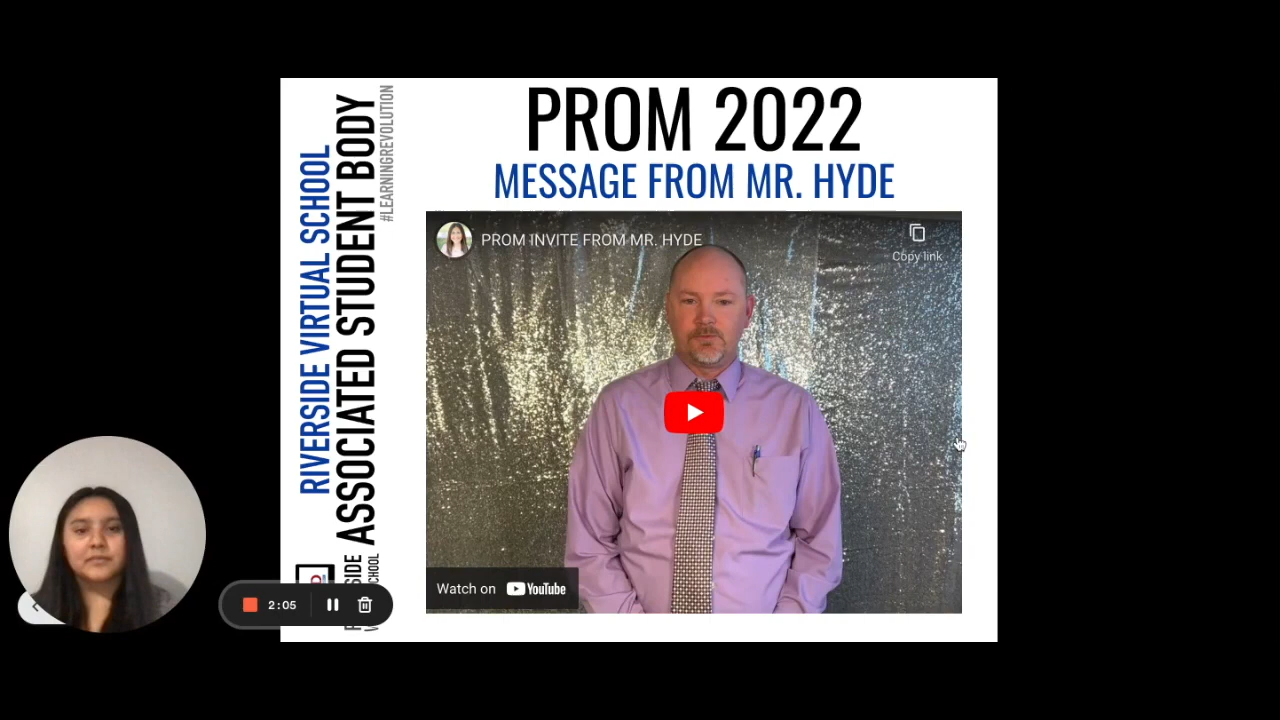 PROM 2022
MESSAGE FROM MR. HYDE
RIVERSIDE VIRTUAL SCHOOL
ASSOCIATED STUDENT BODY
#LEARNINGREVOLUTION
PROM INVITE FROM MR. HYDE
Copy link
Watch on YouTube
2:05
SCHOOL